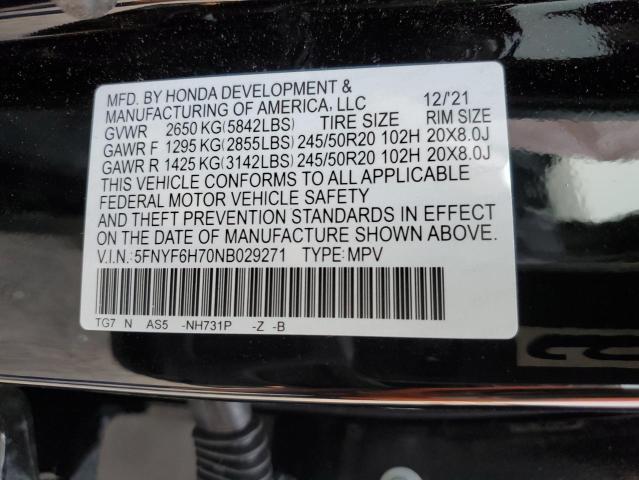 MFD. BY HONDA DEVELOPMENT &
MANUFACTURING OF AMERICA, LLC 12/'21
GVWR 2650 KG(5842LBS) TIRE SIZE RIM SIZE
GAWR F 1295 KG(2855LBS) 245/50R20 102H 20X8.0J
GAWR R 1425 KG(3142LBS) 245/50R20 102H 20X8.0J
THIS VEHICLE CONFORMS TO ALL APPLICABLE
FEDERAL MOTOR VEHICLE SAFETY
AND THEFT PREVENTION STANDARDS IN EFFECT
ON THE DATE OF MANUFACTURE SHOWN ABOVE.
V.I.N.:5FNYF6H70NB029271 TYPE:MPV
TG7 N AS5 -NH731P -Z -B